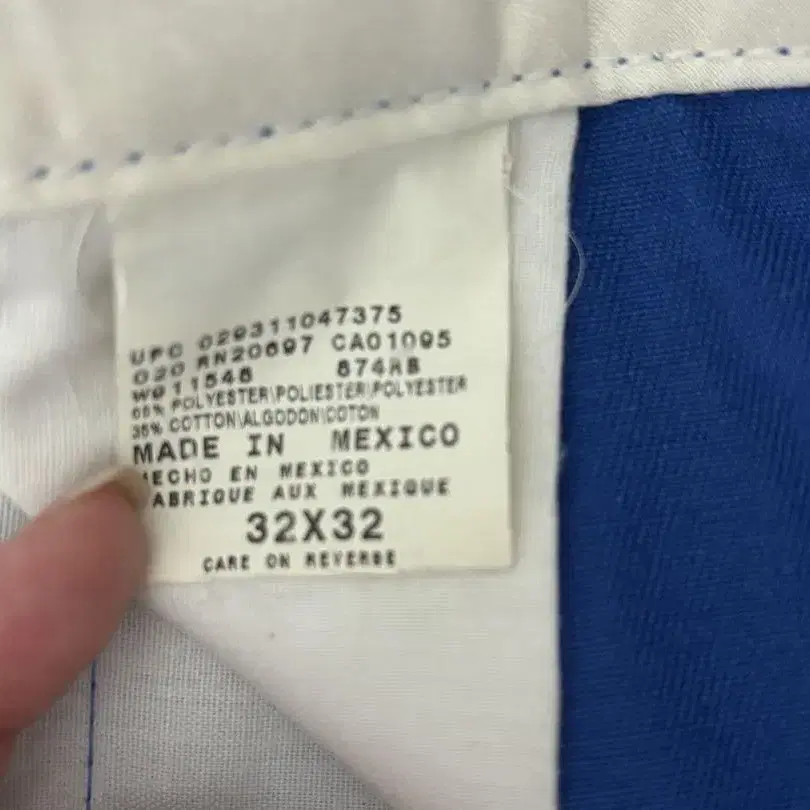 UPC 029311047375
020 RN20697 CA01095
W011548 874RB
65% POLYESTER\POLIESTER\POLYESTER
35% COTTON\ALGODON\COTON
MADE IN MEXICO
HECHO EN MEXICO
FABRIQUE AUX MEXIQUE
32X32
CARE ON REVERSE